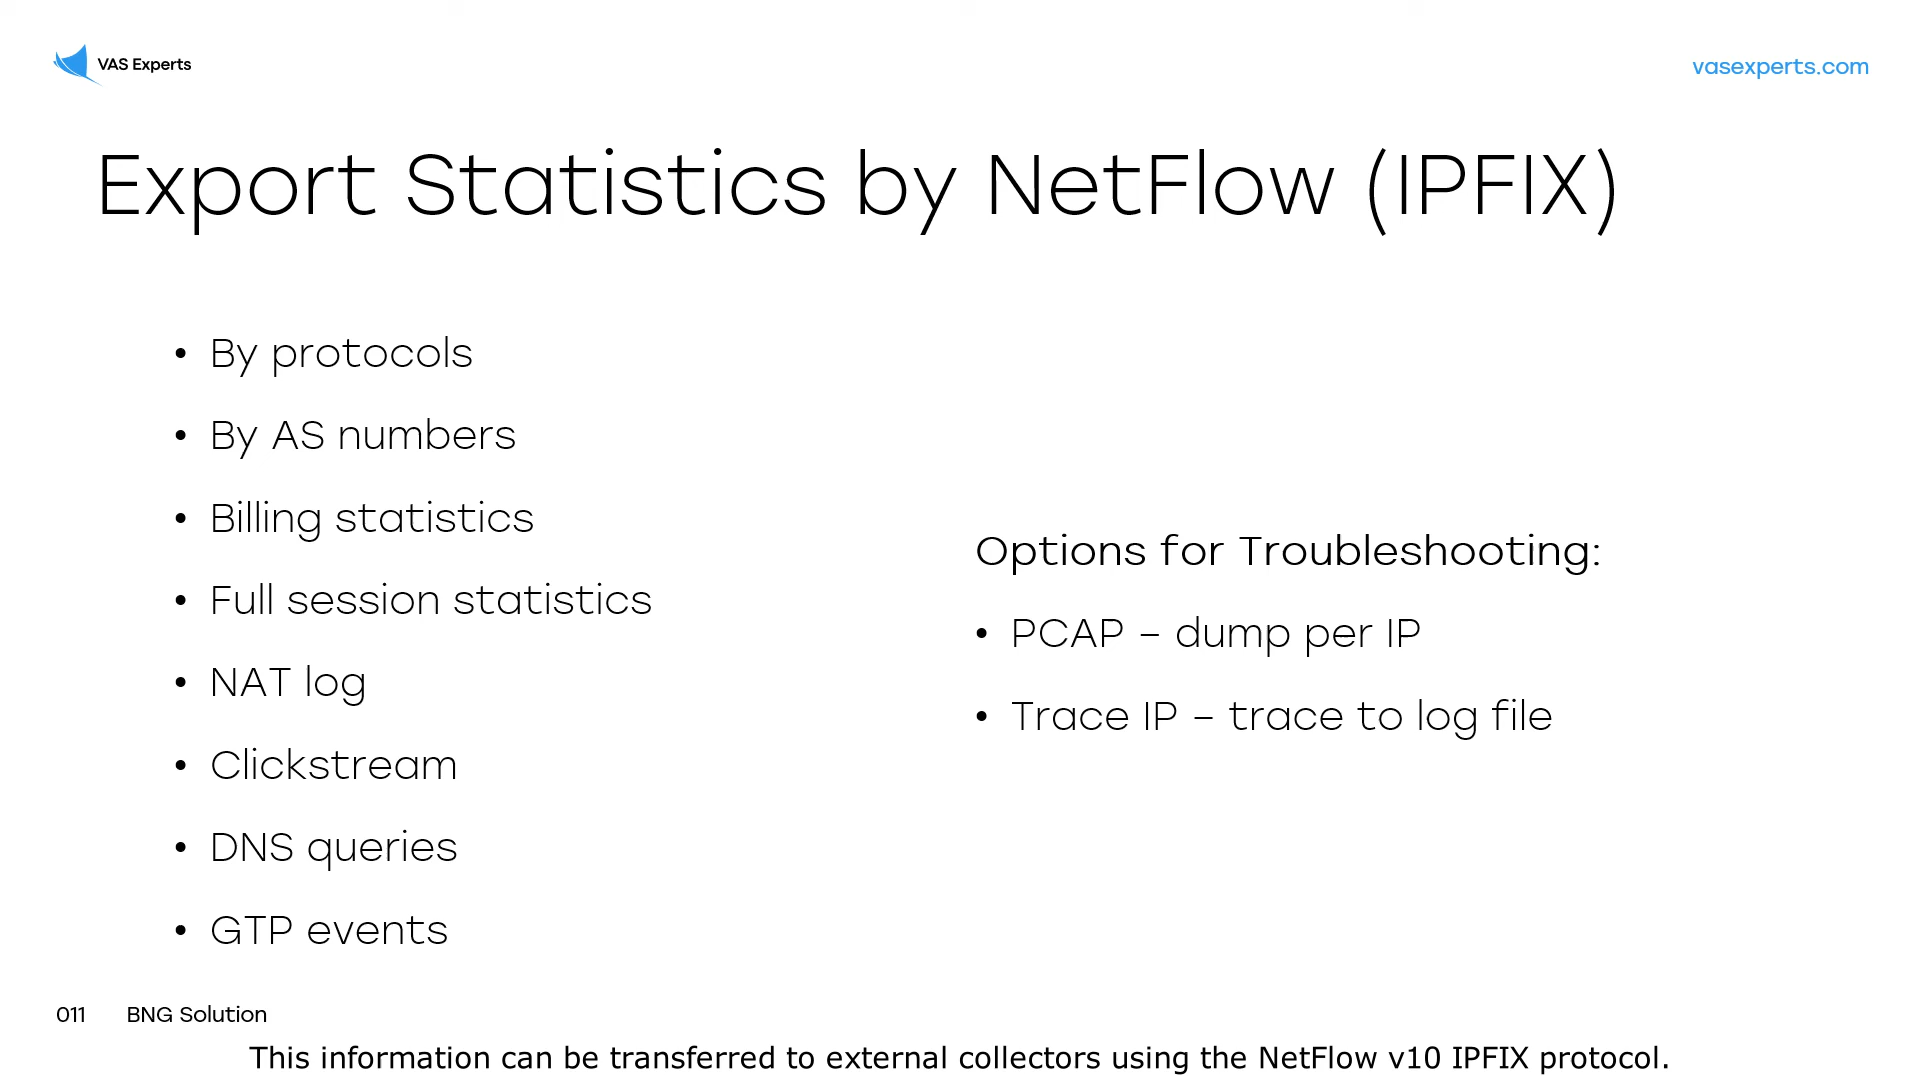 VAS Experts
vasexperts.com
Export Statistics by NetFlow (IPFIX)
• By protocols
• By AS numbers
• Billing statistics
• Full session statistics
• NAT log
• Clickstream
• DNS queries
• GTP events
Options for Troubleshooting:
• PCAP – dump per IP
• Trace IP – trace to log file
011 BNG Solution
This information can be transferred to external collectors using the NetFlow v10 IPFIX protocol.